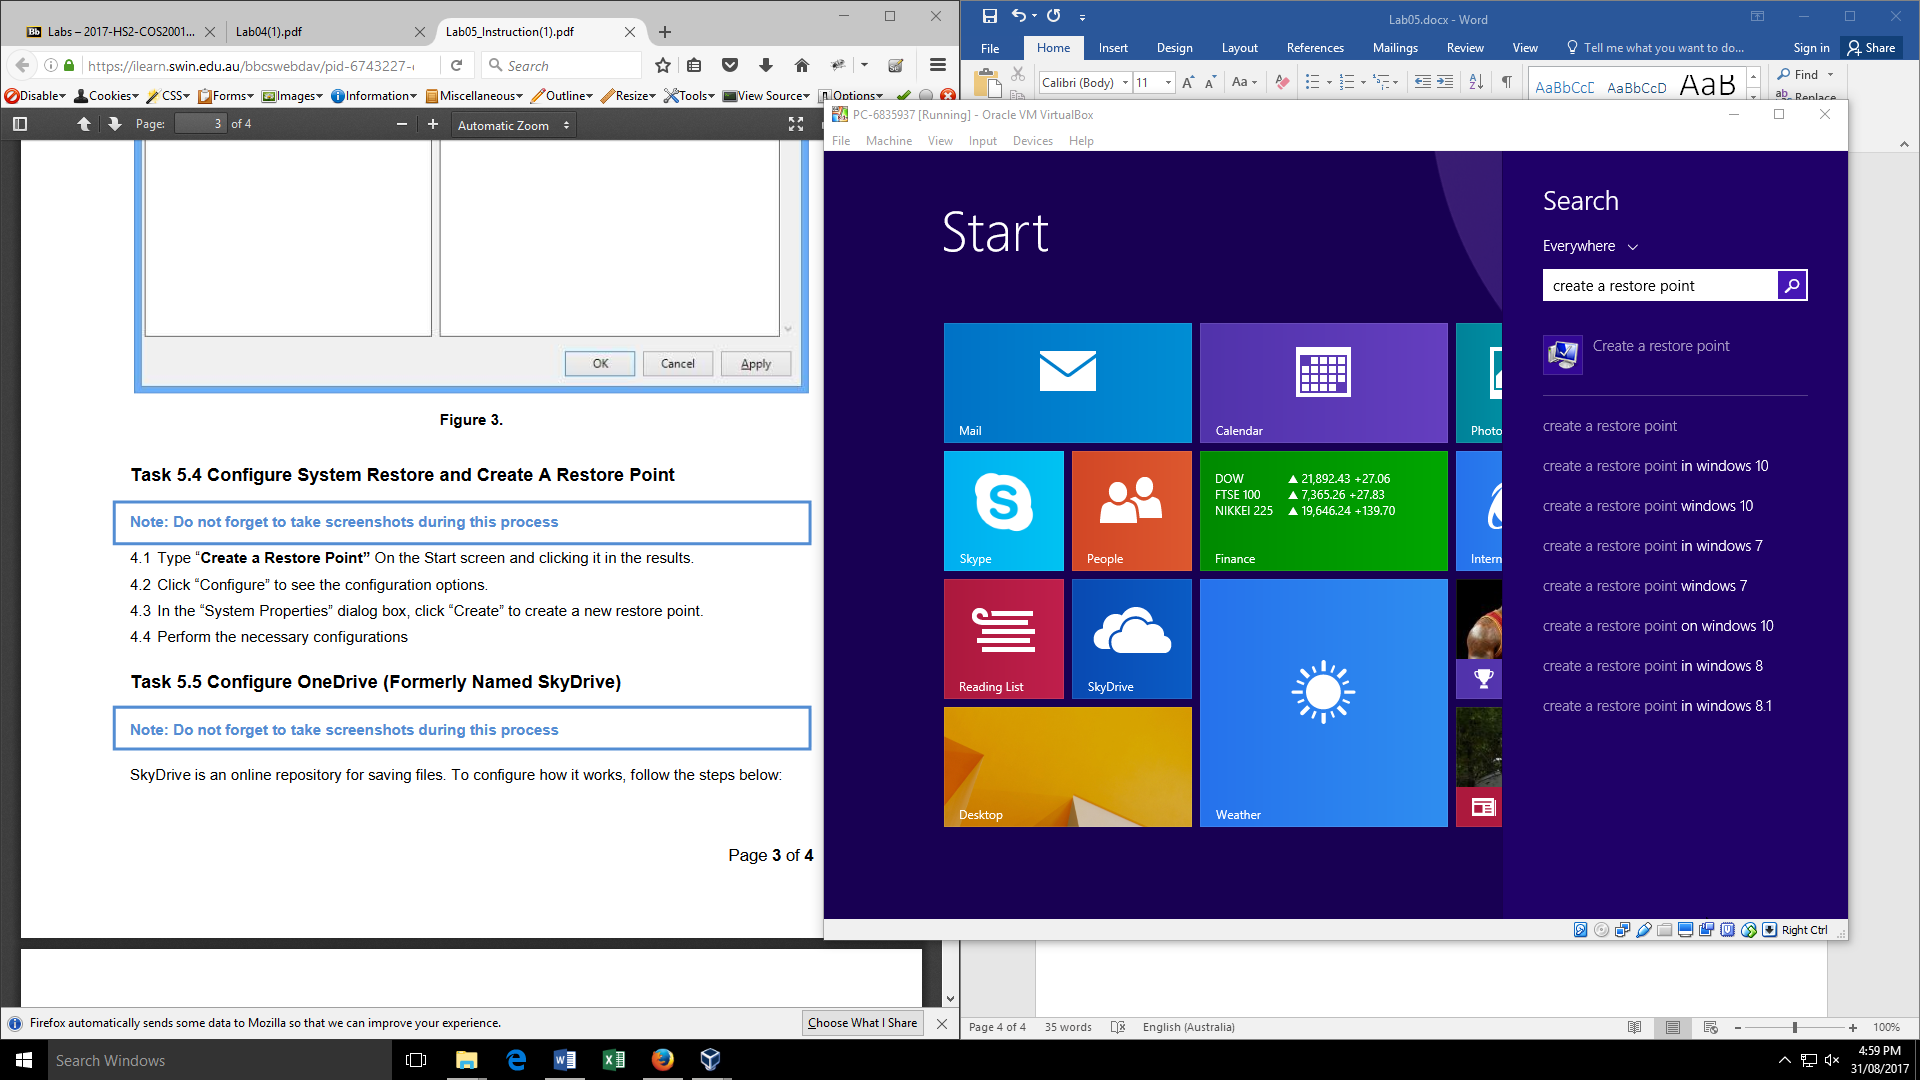 Labs – 2017-HS2-COS2001...
Lab04(1).pdf
Lab05_Instruction(1).pdf
https://ilearn.swin.edu.au/bbcswebdav/pid-6743227-
Search
Disable
Cookies
CSS
Forms
Images
Information
Miscellaneous
Outline
Resize
Tools
View Source
Options
Page:
3
of 4
Automatic Zoom
OK
Cancel
Apply
Figure 3.
Task 5.4 Configure System Restore and Create A Restore Point
Note: Do not forget to take screenshots during this process
4.1 Type “Create a Restore Point” On the Start screen and clicking it in the results.
4.2 Click “Configure” to see the configuration options.
4.3 In the “System Properties” dialog box, click “Create” to create a new restore point.
4.4 Perform the necessary configurations
Task 5.5 Configure OneDrive (Formerly Named SkyDrive)
Note: Do not forget to take screenshots during this process
SkyDrive is an online repository for saving files. To configure how it works, follow the steps below:
Page 3 of 4
Firefox automatically sends some data to Mozilla so that we can improve your experience.
Choose What I Share
Lab05.docx - Word
File
Home
Insert
Design
Layout
References
Mailings
Review
View
Tell me what you want to do...
Sign in
Share
Calibri (Body)
11
Aa
AaBbCcDc
AaBbCcD
AaB
Find
Replace
PC-6835937 [Running] - Oracle VM VirtualBox
File
Machine
View
Input
Devices
Help
Start
Mail
Calendar
Photo
Skype
People
DOW ▲ 21,892.43 +27.06
FTSE 100 ▲ 7,365.26 +27.83
NIKKEI 225 ▲ 19,646.24 +139.70
Finance
Intern
Reading List
SkyDrive
Desktop
Weather
Search
Everywhere
create a restore point
Create a restore point
create a restore point
create a restore point in windows 10
create a restore point windows 10
create a restore point in windows 7
create a restore point windows 7
create a restore point on windows 10
create a restore point in windows 8
create a restore point in windows 8.1
Right Ctrl
Page 4 of 4
35 words
English (Australia)
100%
Search Windows
4:59 PM
31/08/2017